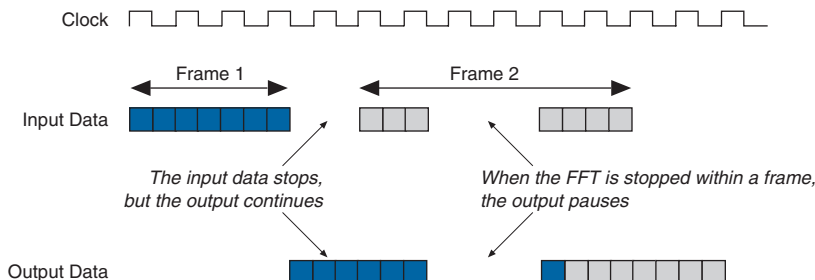 Clock
Frame 1
Frame 2
Input Data
The input data stops,
but the output continues
When the FFT is stopped within a frame,
the output pauses
Output Data